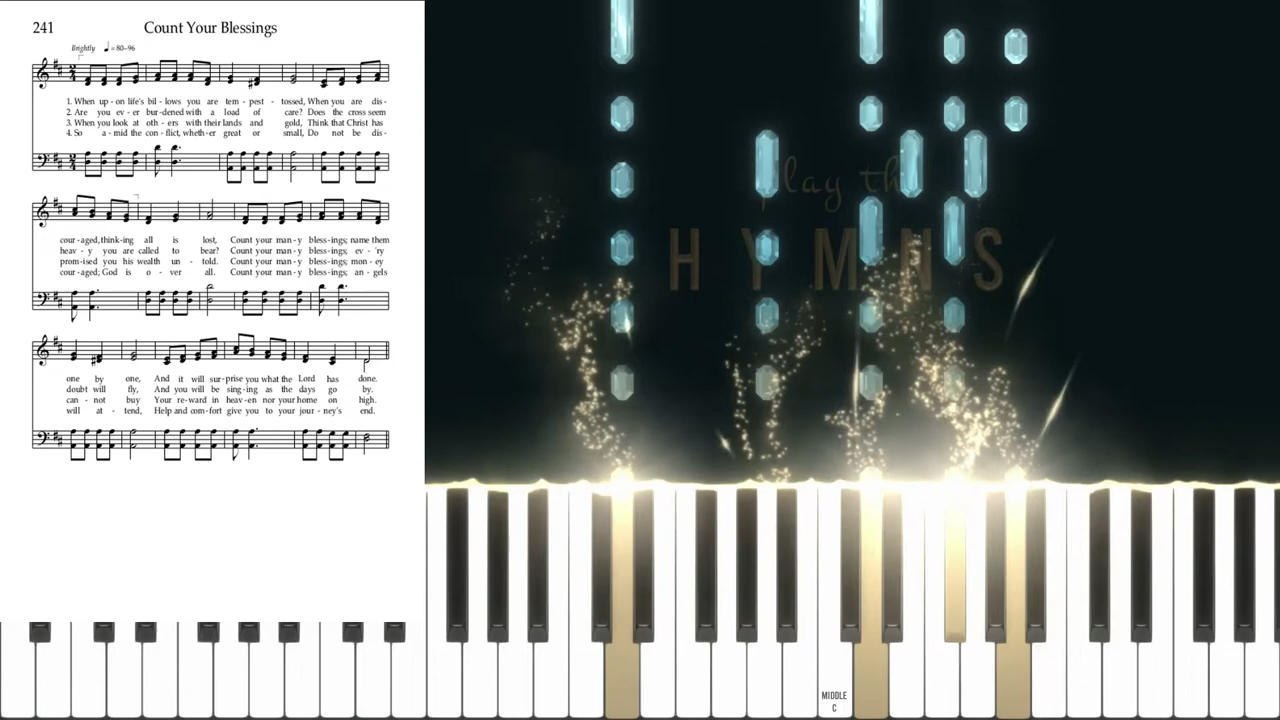 241 Count Your Blessings
Brightly ♩ = 80–96
1. When up - on life's bil - lows you are tem - pest - tossed, When you are dis-
2. Are you ev - er bur-dened with a load of care? Does the cross seem
3. When you look at oth - ers with their lands and gold, Think that Christ has
4. So a - mid the con - flict, wheth-er great or small, Do not be dis-
cour - aged, think-ing all is lost, Count your man - y bless - ings; name them
heav - y you are called to bear? Count your man - y bless - ings; ev - 'ry
prom - ised you his wealth un - told. Count your man - y bless - ings; mon - ey
cour - aged; God is o - ver all. Count your man - y bless - ings; an - gels
one by one, And it will sur - prise you what the Lord has done.
doubt will fly, And you will be sing - ing as the days go by.
can - not buy Your re - ward in heav - en nor your home on high.
will at - tend, Help and com - fort give you to your jour - ney's end.
HYMNS
MIDDLE
C